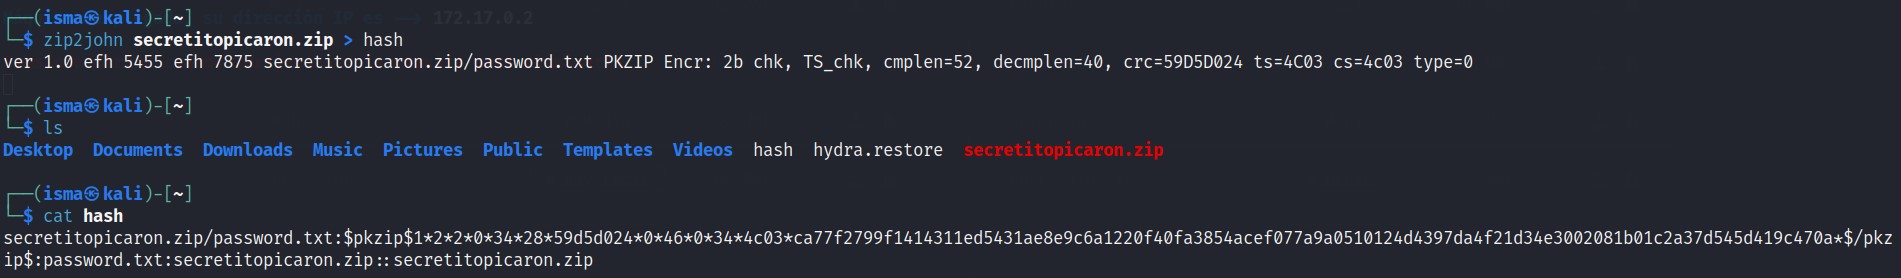 ┌──(isma㉿kali)-[~] su dirección IP es --> 172.17.0.2
└─$ zip2john secretitopicaron.zip > hash
ver 1.0 efh 5455 efh 7875 secretitopicaron.zip/password.txt PKZIP Encr: 2b chk, TS_chk, cmplen=52, decmplen=40, crc=59D5D024 ts=4C03 cs=4c03 type=0
┌──(isma㉿kali)-[~]
└─$ ls
Desktop Documents Downloads Music Pictures Public Templates Videos hash hydra.restore secretitopicaron.zip
┌──(isma㉿kali)-[~]
└─$ cat hash
secretitopicaron.zip/password.txt:$pkzip$1*2*2*0*34*28*59d5d024*0*46*0*34*4c03*ca77f2799f1414311ed5431ae8e9c6a1220f40fa3854acef077a9a0510124d4397da4f21d34e3002081b01c2a37d545d419c470a*$/pkz
ip$:password.txt:secretitopicaron.zip::secretitopicaron.zip